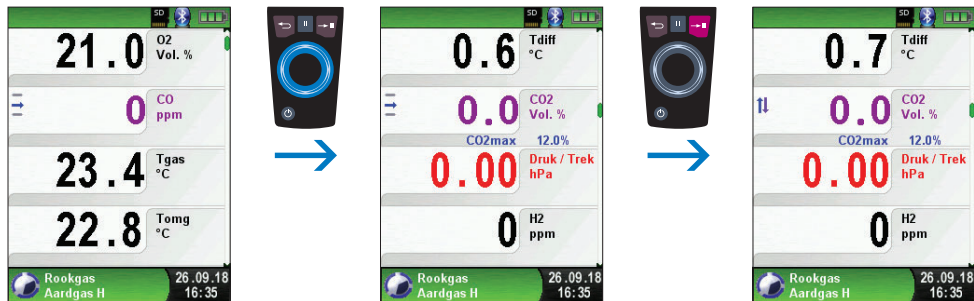 SD
21.0 O2 Vol. %
0 CO ppm
23.4 Tgas °C
22.8 Tomg °C
Rookgas 26.09.18
Aardgas H 16:35
SD
0.6 Tdiff °C
0.0 CO2 Vol. %
CO2max 12.0%
0.00 Druk / Trek hPa
0 H2 ppm
Rookgas 26.09.18
Aardgas H 16:35
SD
0.7 Tdiff °C
0.0 CO2 Vol. %
CO2max 12.0%
0.00 Druk / Trek hPa
0 H2 ppm
Rookgas 26.09.18
Aardgas H 16:35